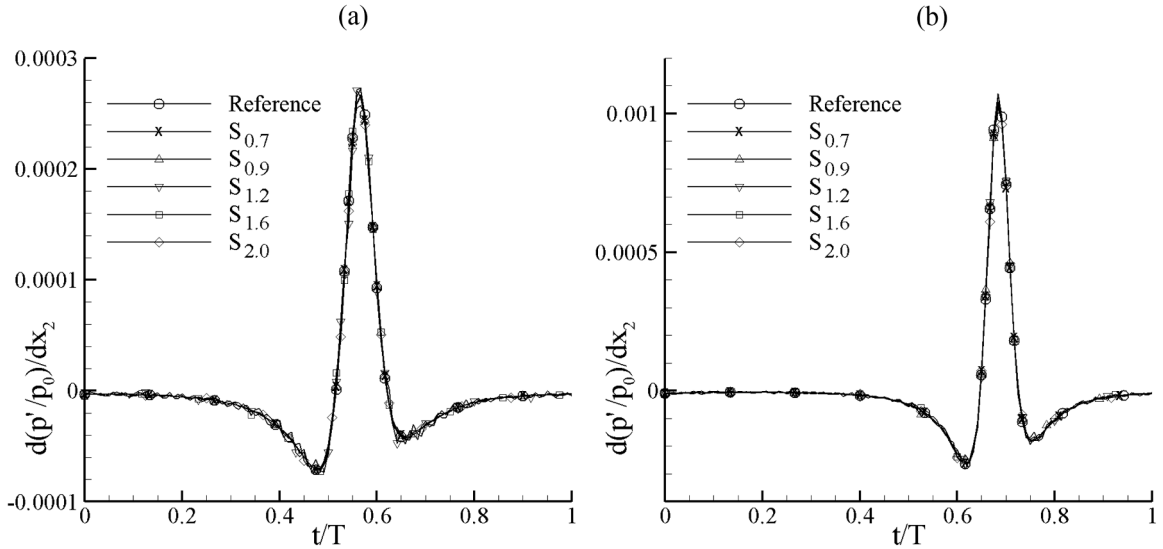 (a)
0.0003
0.0002
0.0001
0
-0.0001
d(p'/p0)/dx2
Reference
S0.7
S0.9
S1.2
S1.6
S2.0
0 0.2 0.4 0.6 0.8 1
t/T
(b)
0.001
0.0005
0
d(p'/p0)/dx2
Reference
S0.7
S0.9
S1.2
S1.6
S2.0
0 0.2 0.4 0.6 0.8 1
t/T